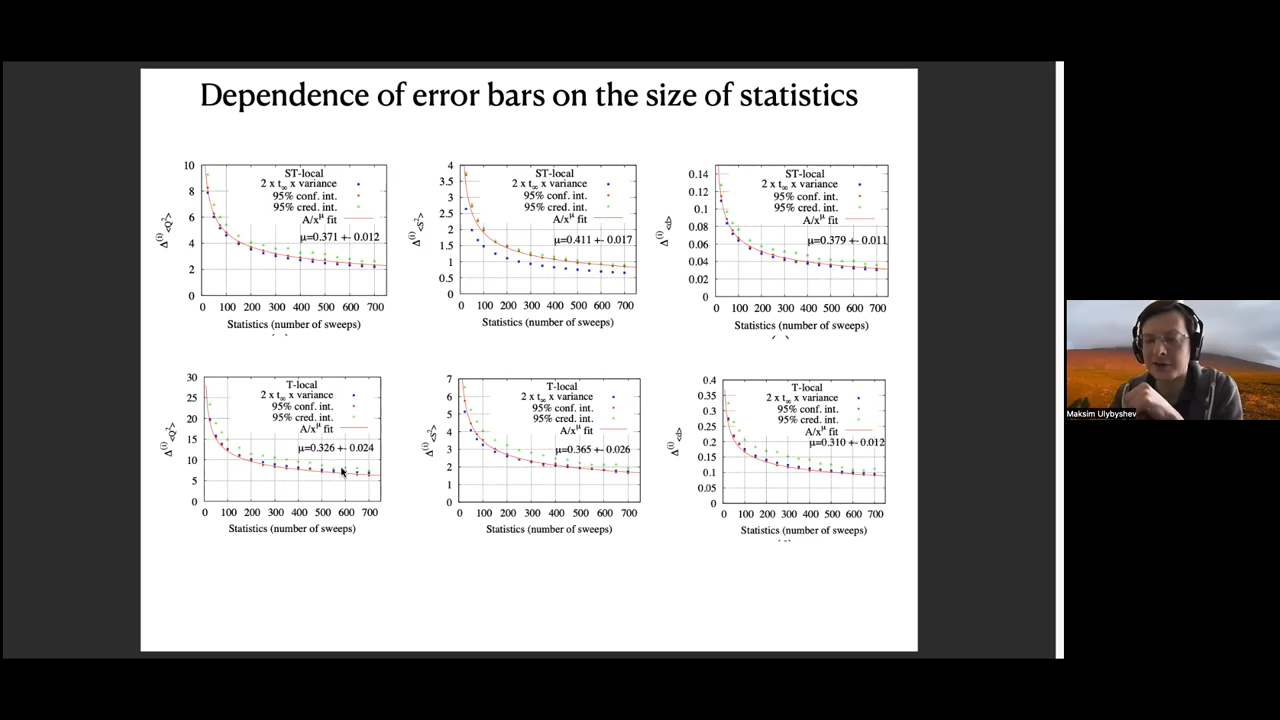 Dependence of error bars on the size of statistics
10
8
6
4
2
0
ST-local
2 x t∞ x variance
95% conf. int.
95% cred. int.
A/x^μ fit
μ=0.371 +- 0.012
Δ^(i)_<Q²>
0 100 200 300 400 500 600 700
Statistics (number of sweeps)
4
3.5
3
2.5
2
1.5
1
0.5
0
ST-local
2 x t∞ x variance
95% conf. int.
95% cred. int.
A/x^μ fit
μ=0.411 +- 0.017
Δ^(i)_<S²>
0 100 200 300 400 500 600 700
Statistics (number of sweeps)
0.14
0.12
0.1
0.08
0.06
0.04
0.02
0
ST-local
2 x t∞ x variance
95% conf. int.
95% cred. int.
A/x^μ fit
μ=0.379 +- 0.011
Δ^(i)_<d>
0 100 200 300 400 500 600 700
Statistics (number of sweeps)
30
25
20
15
10
5
0
T-local
2 x t∞ x variance
95% conf. int.
95% cred. int.
A/x^μ fit
μ=0.326 +- 0.024
Δ^(i)_<Q²>
0 100 200 300 400 500 600 700
Statistics (number of sweeps)
7
6
5
4
3
2
1
0
T-local
2 x t∞ x variance
95% conf. int.
95% cred. int.
A/x^μ fit
μ=0.365 +- 0.026
Δ^(i)_<S²>
0 100 200 300 400 500 600 700
Statistics (number of sweeps)
0.4
0.35
0.3
0.25
0.2
0.15
0.1
0.05
0
T-local
2 x t∞ x variance
95% conf. int.
95% cred. int.
A/x^μ fit
μ=0.310 +- 0.012
Δ^(i)_<d>
0 100 200 300 400 500 600 700
Statistics (number of sweeps)
Maksim Ulybyshev